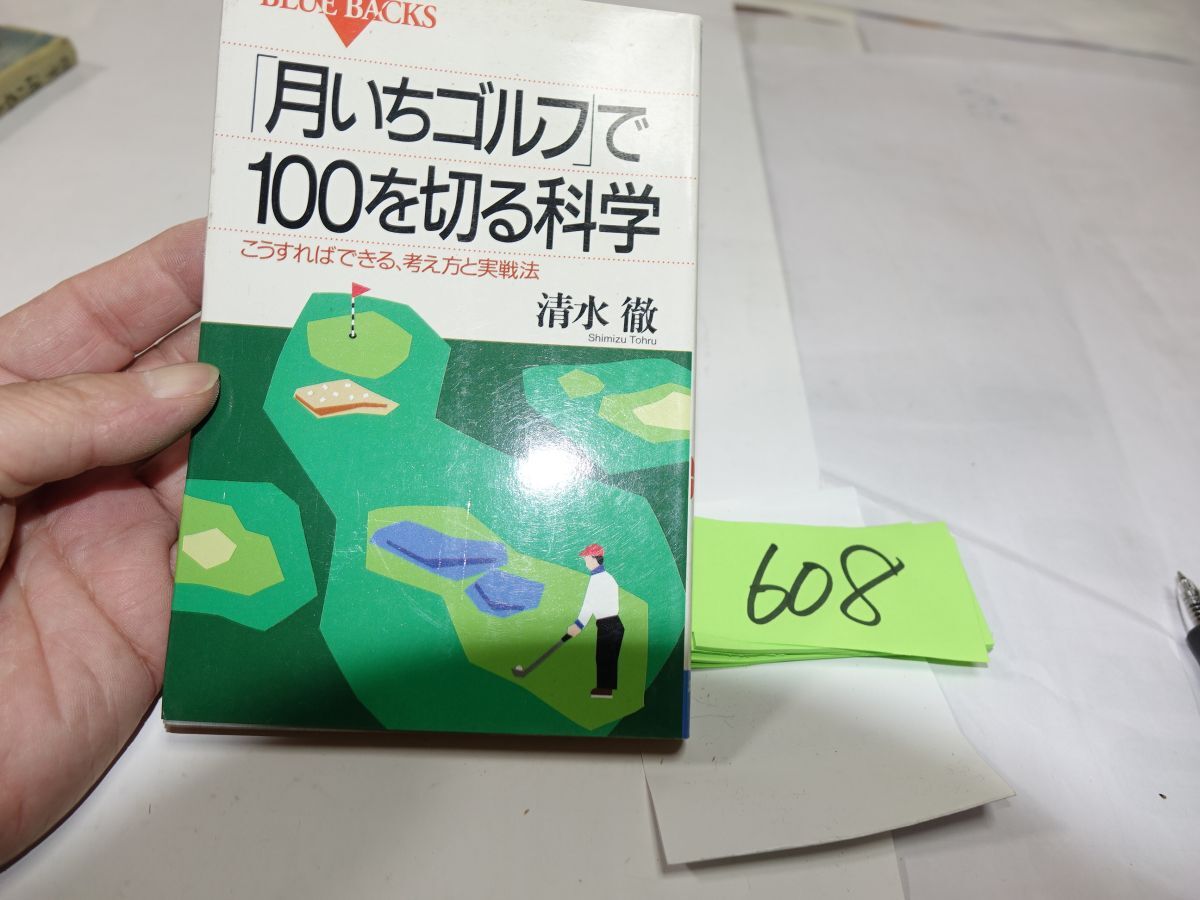 BLUE BACKS
「月いちゴルフ」で
100を切る科学
こうすればできる、考え方と実戦法
清水 徹
Shimizu Tohru
608